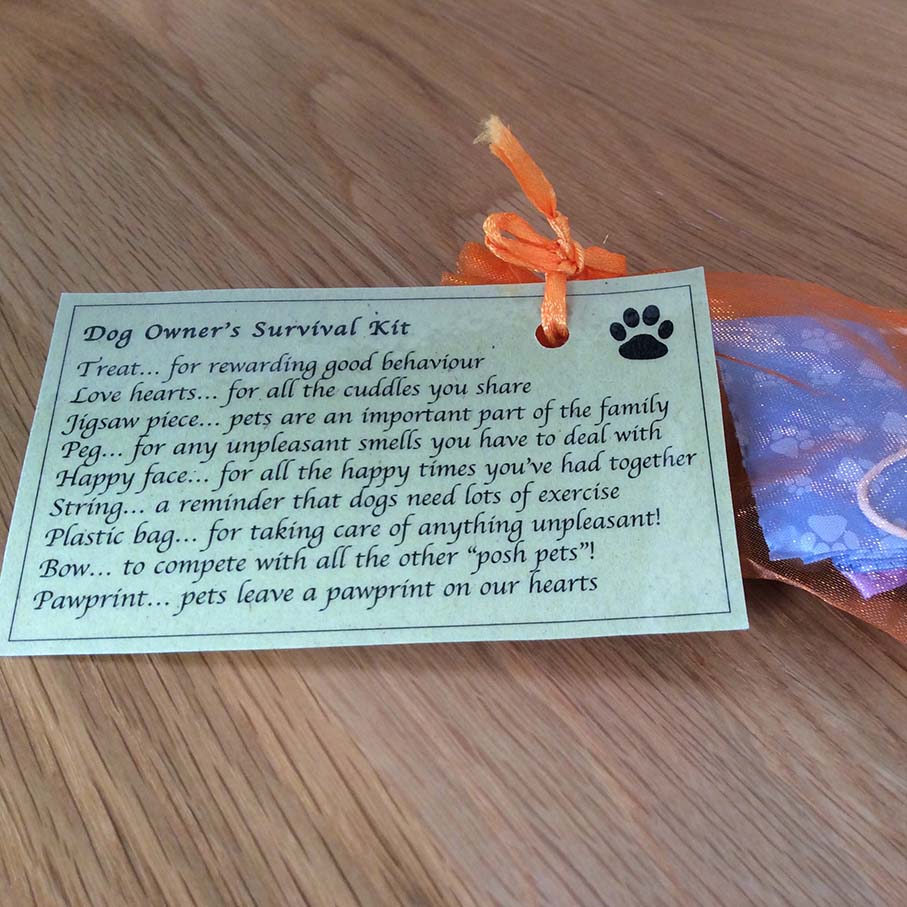 Dog Owner's Survival Kit
Treat... for rewarding good behaviour
Love hearts... for all the cuddles you share
Jigsaw piece... pets are an important part of the family
Peg... for any unpleasant smells you have to deal with
Happy face... for all the happy times you've had together
String... a reminder that dogs need lots of exercise
Plastic bag... for taking care of anything unpleasant!
Bow... to compete with all the other “posh pets”!
Pawprint... pets leave a pawprint on our hearts